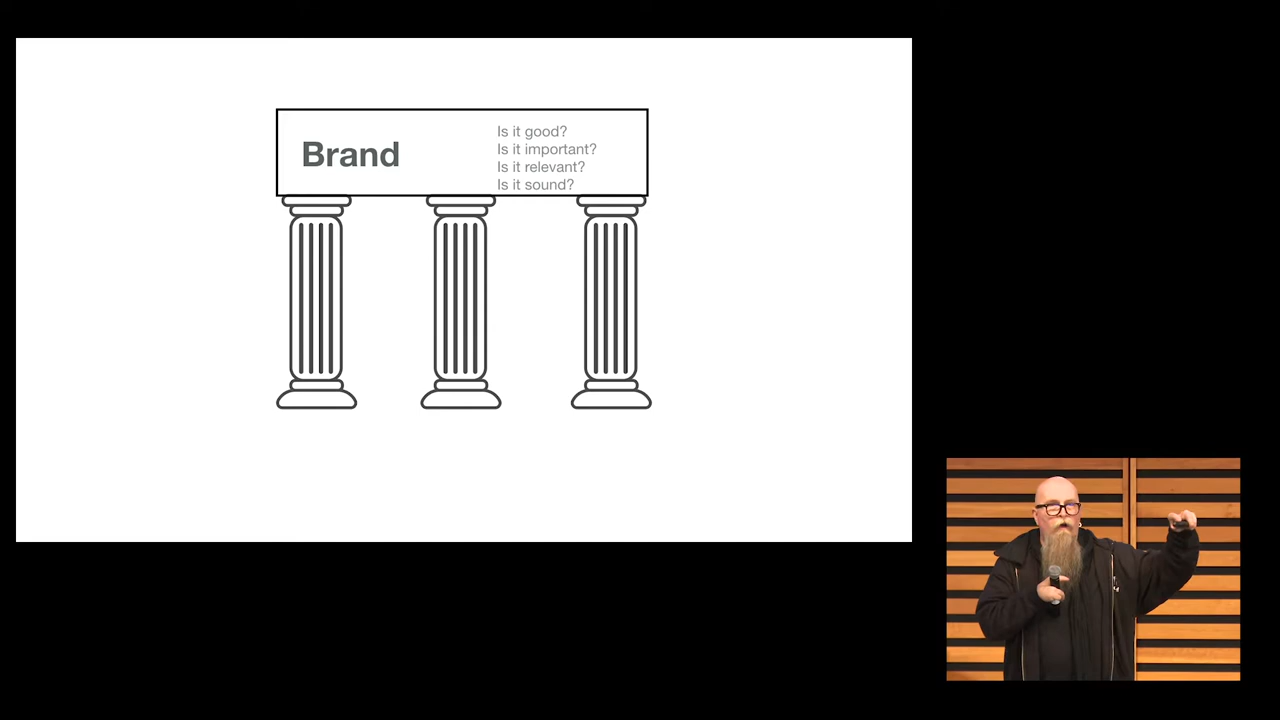 Brand
Is it good?
Is it important?
Is it relevant?
Is it sound?